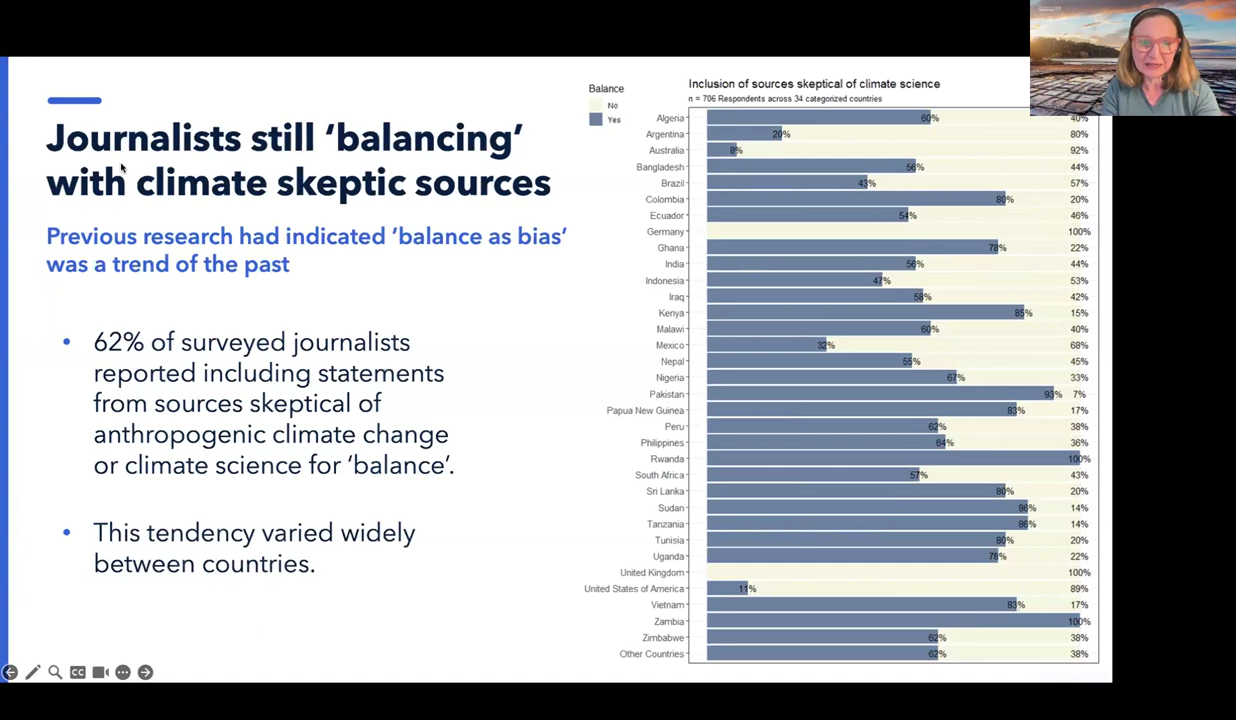 Journalists still ‘balancing’
with climate skeptic sources
Previous research had indicated ‘balance as bias’
was a trend of the past
• 62% of surveyed journalists
reported including statements
from sources skeptical of
anthropogenic climate change
or climate science for ‘balance’.
• This tendency varied widely
between countries.
Balance
No
Yes
Inclusion of sources skeptical of climate science
n = 706 Respondents across 34 categorized countries
Algeria 60% 40%
Argentina 20% 80%
Australia 8% 92%
Bangladesh 56% 44%
Brazil 43% 57%
Colombia 80% 20%
Ecuador 54% 46%
Germany 100%
Ghana 78% 22%
India 56% 44%
Indonesia 47% 53%
Iraq 58% 42%
Kenya 85% 15%
Malawi 60% 40%
Mexico 32% 68%
Nepal 55% 45%
Nigeria 67% 33%
Pakistan 93% 7%
Papua New Guinea 83% 17%
Peru 62% 38%
Philippines 64% 36%
Rwanda 100%
South Africa 57% 43%
Sri Lanka 80% 20%
Sudan 86% 14%
Tanzania 86% 14%
Tunisia 80% 20%
Uganda 78% 22%
United Kingdom 100%
United States of America 11% 89%
Vietnam 83% 17%
Zambia 100%
Zimbabwe 62% 38%
Other Countries 62% 38%
CC